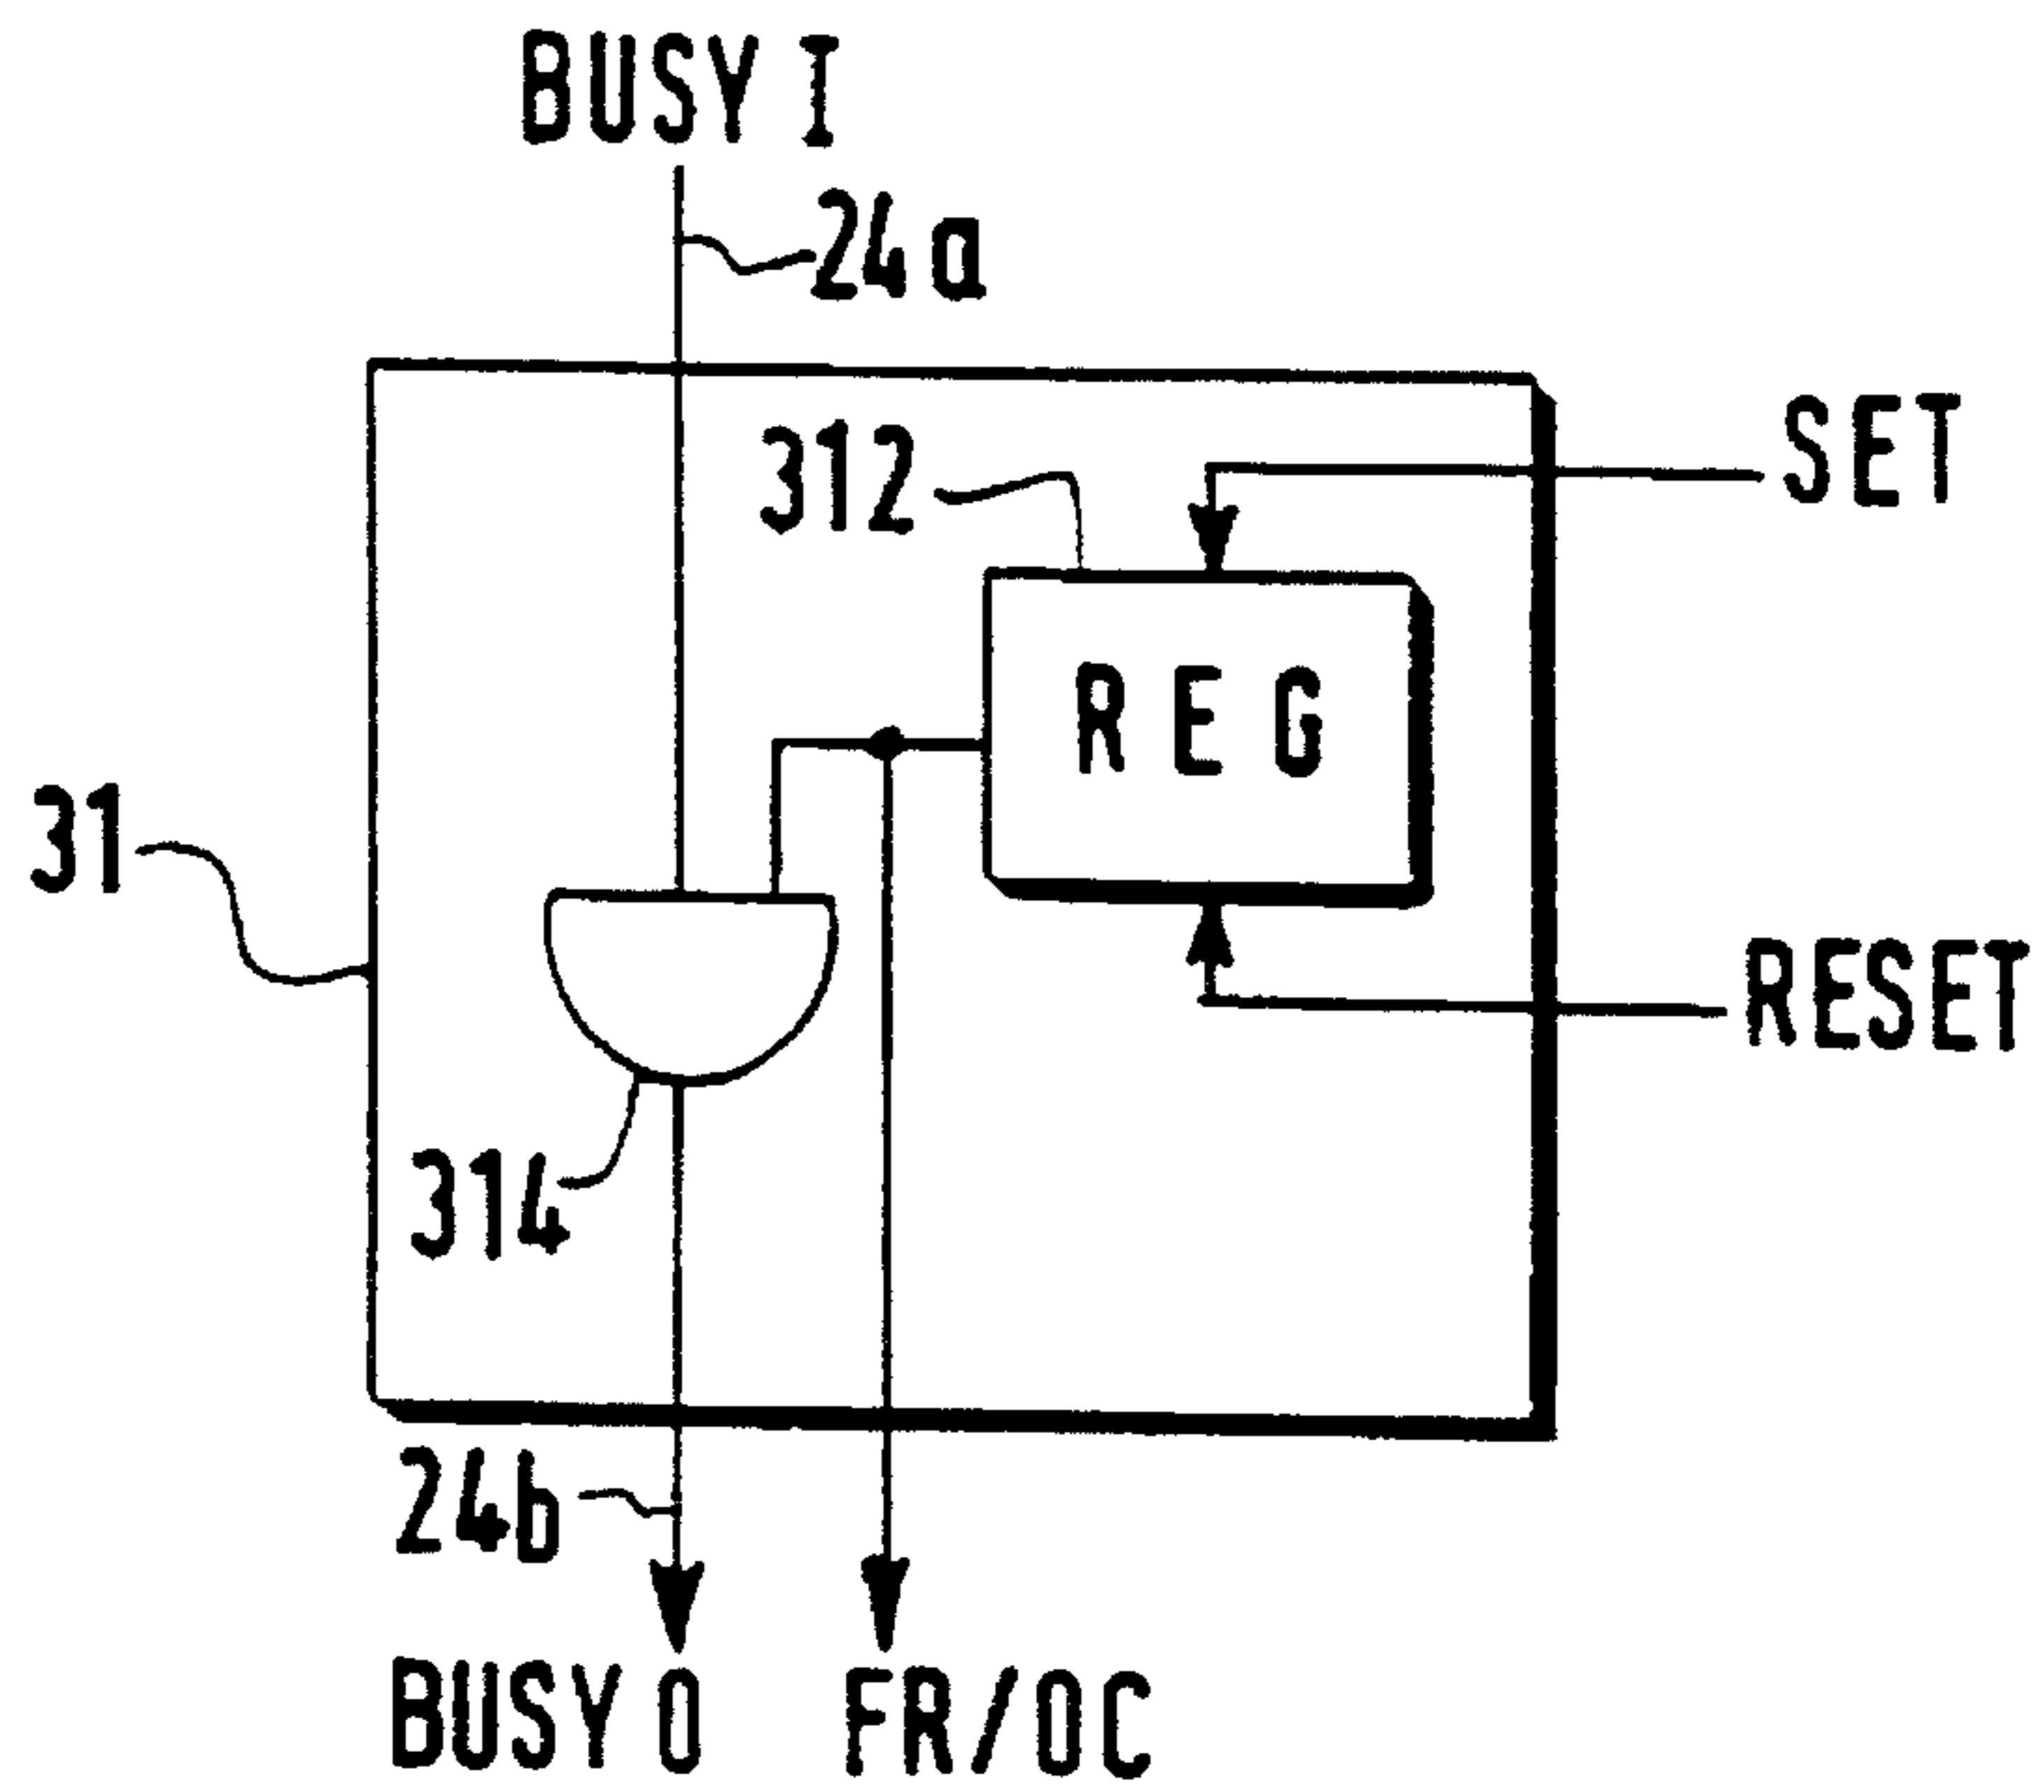 BUSY I
24a
312
SET
REG
31
RESET
314
24b
BUSY O
FR/OC